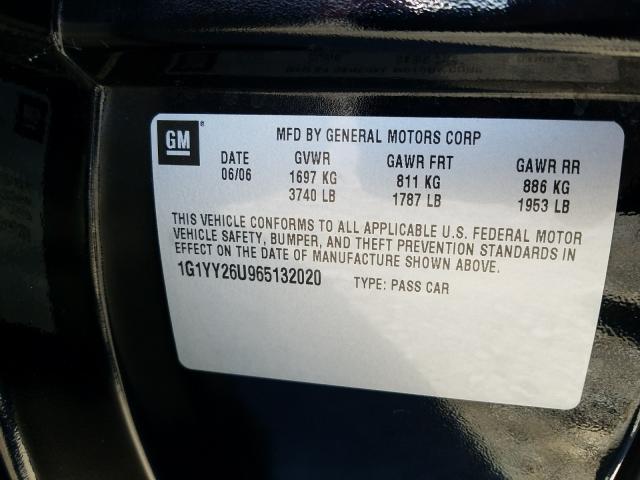 GM
MFD BY GENERAL MOTORS CORP
DATE GVWR GAWR FRT GAWR RR
06/06 1697 KG 811 KG 886 KG
3740 LB 1787 LB 1953 LB
THIS VEHICLE CONFORMS TO ALL APPLICABLE U.S. FEDERAL MOTOR
VEHICLE SAFETY, BUMPER, AND THEFT PREVENTION STANDARDS IN
EFFECT ON THE DATE OF MANUFACTURE SHOWN ABOVE.
1G1YY26U965132020 TYPE: PASS CAR